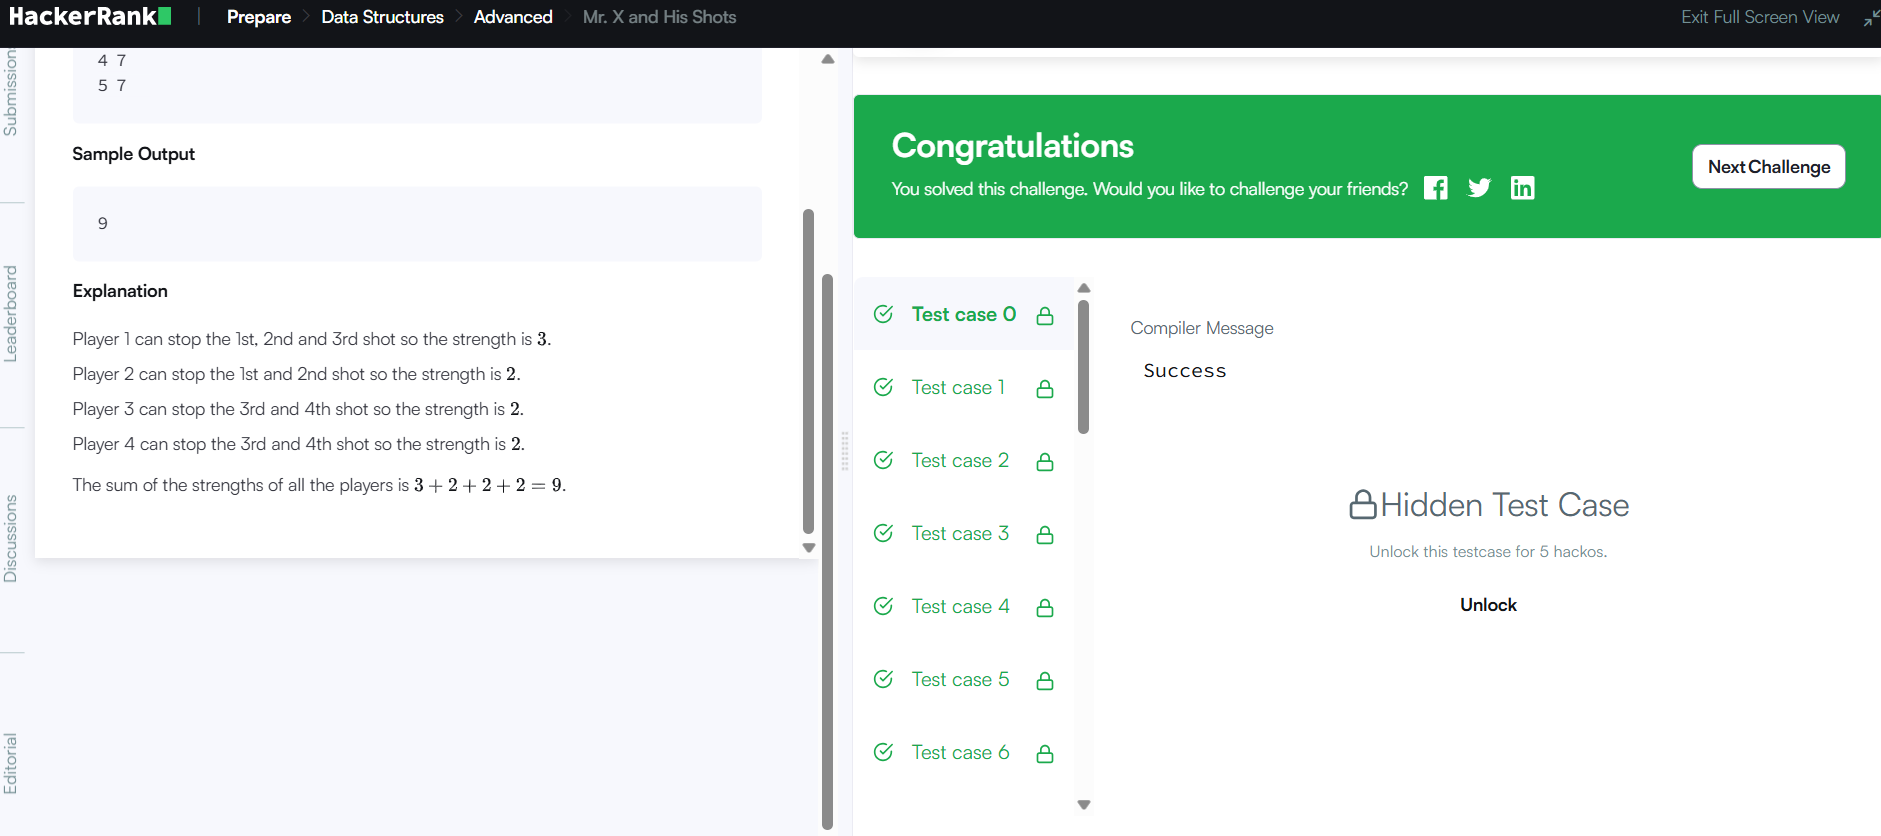 HackerRank
Prepare
Data Structures
Advanced
Mr. X and His Shots
Exit Full Screen View
Submission
Leaderboard
Discussions
Editorial
4 7
5 7
Sample Output
9
Explanation
Player 1 can stop the 1st, 2nd and 3rd shot so the strength is 3.
Player 2 can stop the 1st and 2nd shot so the strength is 2.
Player 3 can stop the 3rd and 4th shot so the strength is 2.
Player 4 can stop the 3rd and 4th shot so the strength is 2.
The sum of the strengths of all the players is 3 + 2 + 2 + 2 = 9.
Congratulations
You solved this challenge. Would you like to challenge your friends?
Next Challenge
Test case 0
Test case 1
Test case 2
Test case 3
Test case 4
Test case 5
Test case 6
Compiler Message
Success
Hidden Test Case
Unlock this testcase for 5 hackos.
Unlock